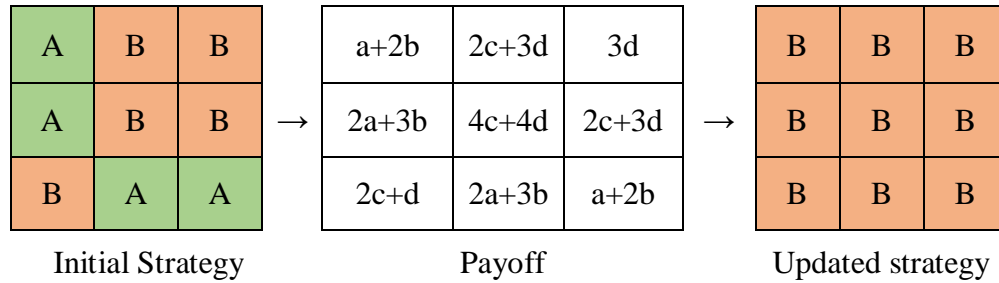 A B B a+2b 2c+3d 3d B B B
A B B → 2a+3b 4c+4d 2c+3d → B B B
B A A 2c+d 2a+3b a+2b B B B
Initial Strategy Payoff Updated strategy